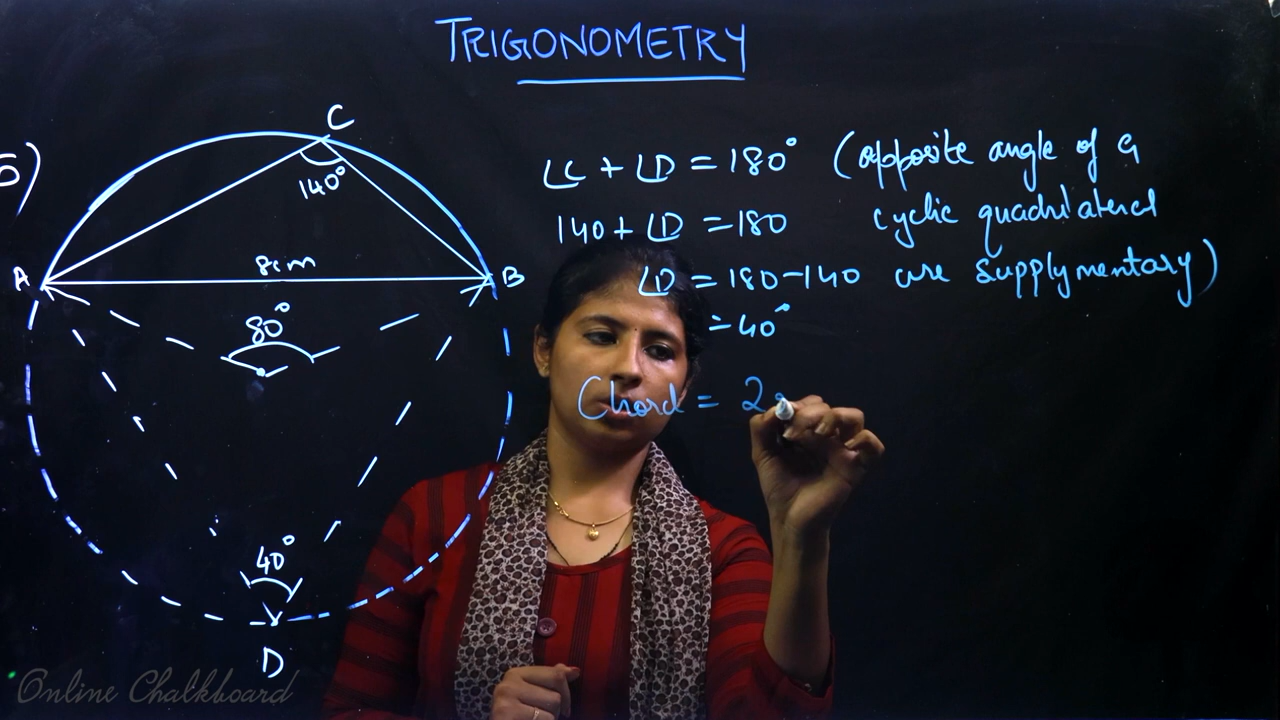 TRIGONOMETRY
5)
C
140°
A
8cm
B
80°
40°
D
∠C + ∠D = 180° (opposite angle of a
140 + ∠D = 180 cyclic quadrilateral
∠D = 180-140 are supplymentary)
= 40°
Chord = 2
Online Chalkboard